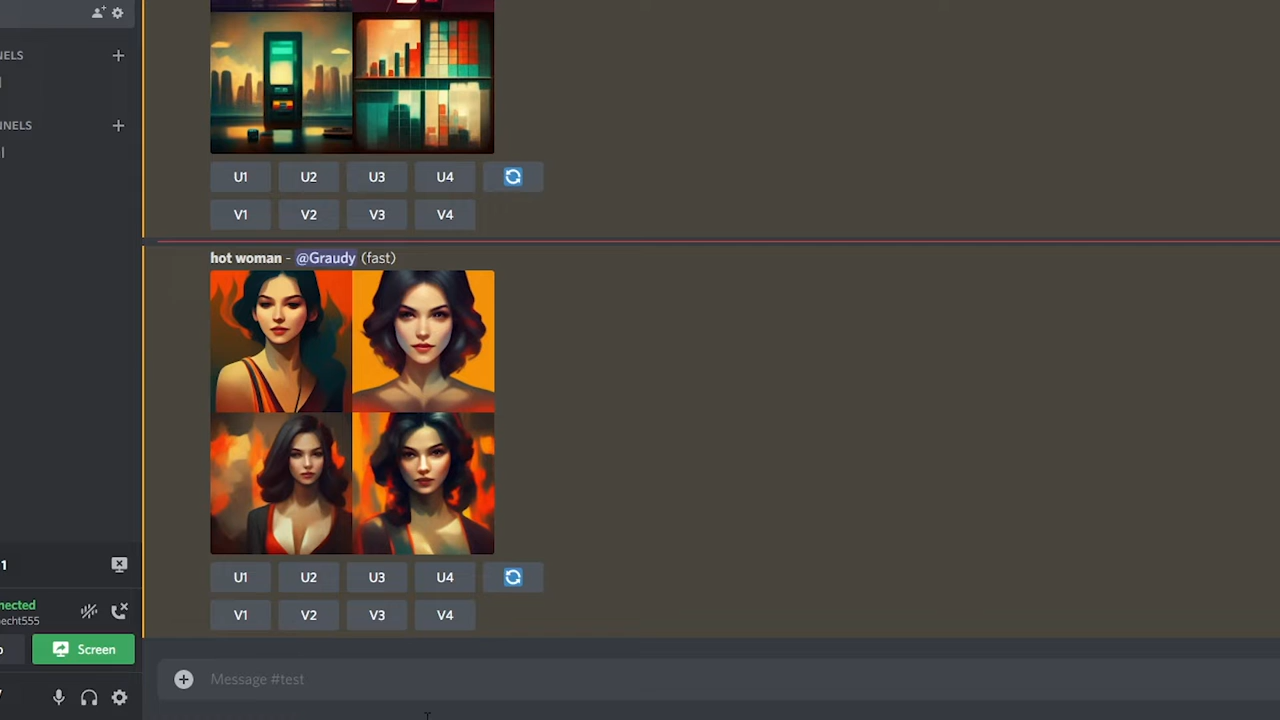 NELS
NNELS
U1 U2 U3 U4
V1 V2 V3 V4
hot woman - @Graudy (fast)
U1 U2 U3 U4
V1 V2 V3 V4
1
nected
echt555
Screen
Message #test